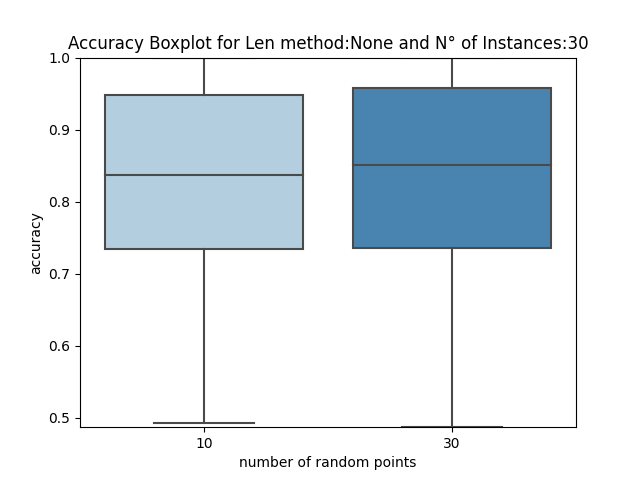 Accuracy Boxplot for Len method:None and N° of Instances:30
1.0
0.9
0.8
0.7
0.6
0.5
accuracy
10 30
number of random points